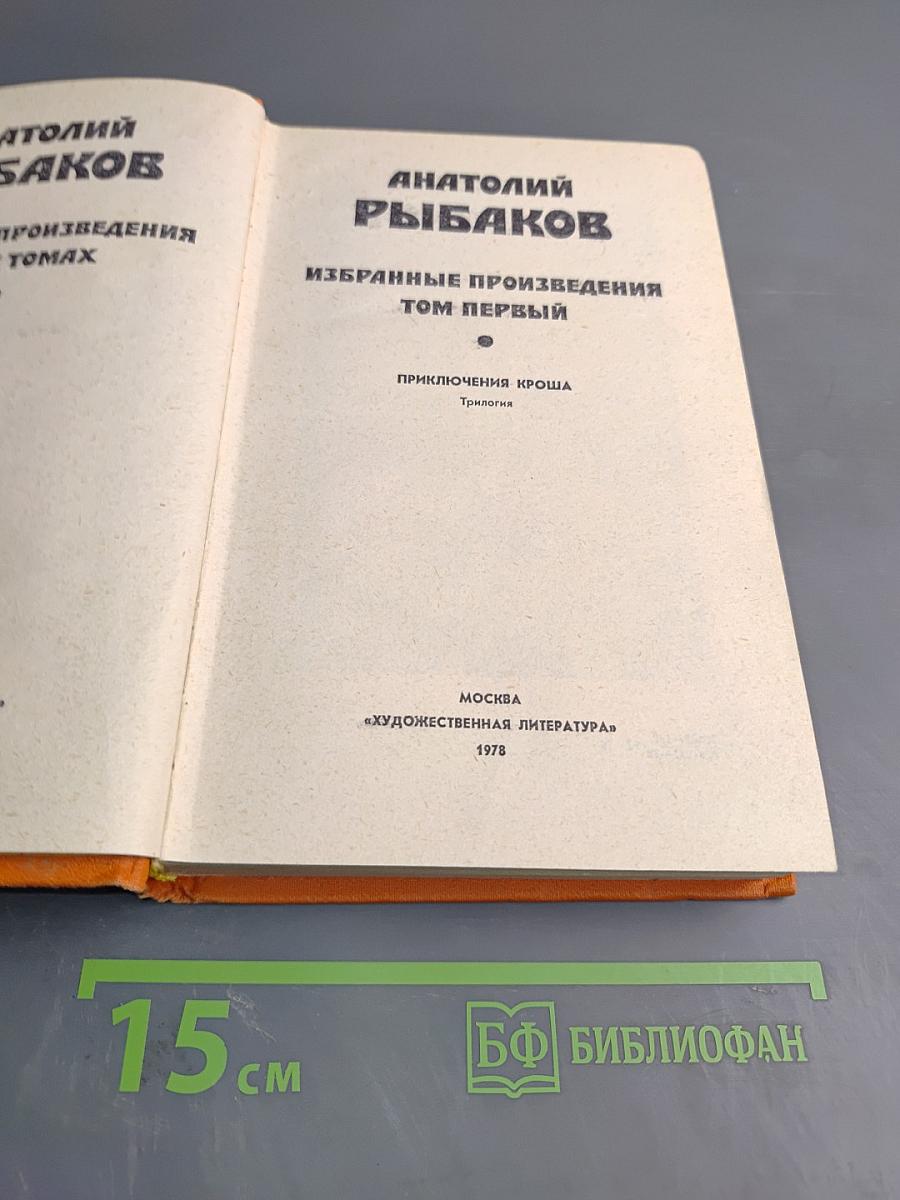 АТОЛИЙ
БАКОВ
ПРОИЗВЕДЕНИЯ
ТОМАХ
АНАТОЛИЙ
РЫБАКОВ
ИЗБРАННЫЕ ПРОИЗВЕДЕНИЯ
ТОМ ПЕРВЫЙ
ПРИКЛЮЧЕНИЯ КРОША
Трилогия
МОСКВА
«ХУДОЖЕСТВЕННАЯ ЛИТЕРАТУРА»
1978
15 см
БФ БИБЛИОФАН